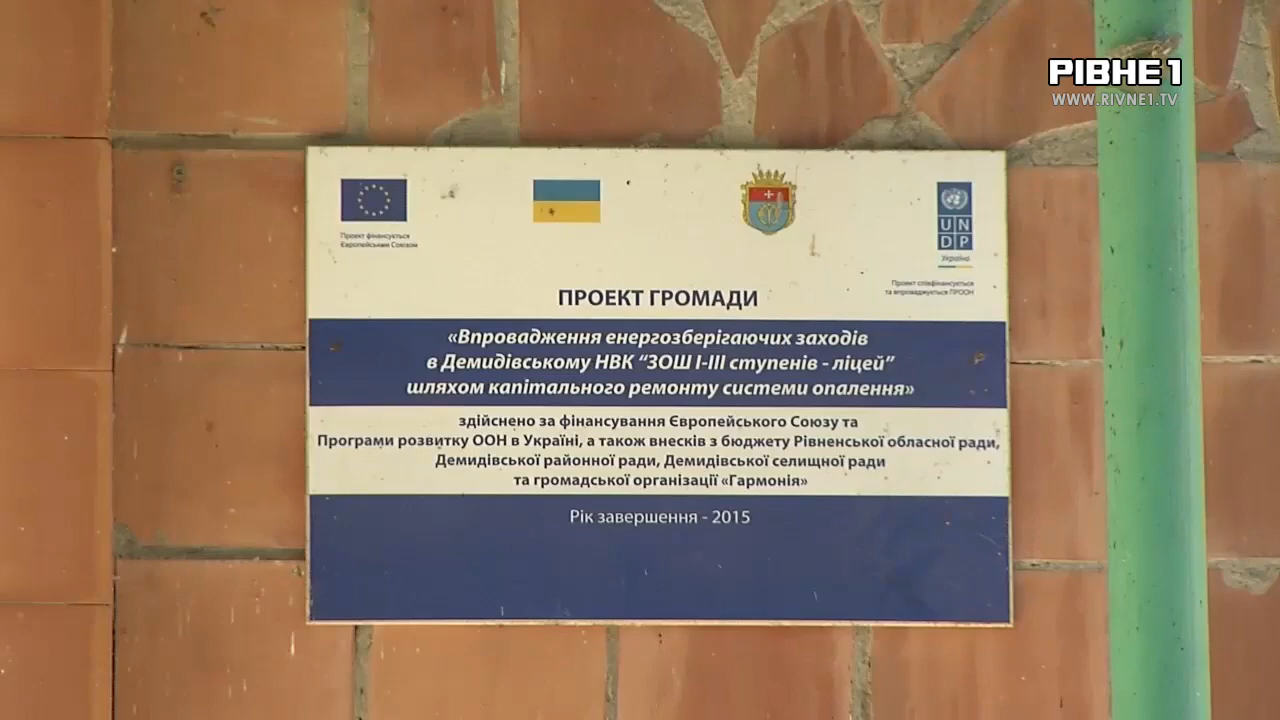 РІВНЕ 1
WWW.RIVNE1.TV
Проект фінансується
Європейським Союзом
UN
DP
Україна
Проект співфінансується
та впроваджується ПРООН
ПРОЕКТ ГРОМАДИ
«Впровадження енергозберігаючих заходів
в Демидівському НВК “ЗОШ І-ІІІ ступенів - ліцей”
шляхом капітального ремонту системи опалення»
здійснено за фінансування Європейського Союзу та
Програми розвитку ООН в Україні, а також внесків з бюджету Рівненської обласної ради,
Демидівської районної ради, Демидівської селищної ради
та громадської організації «Гармонія»
Рік завершення - 2015